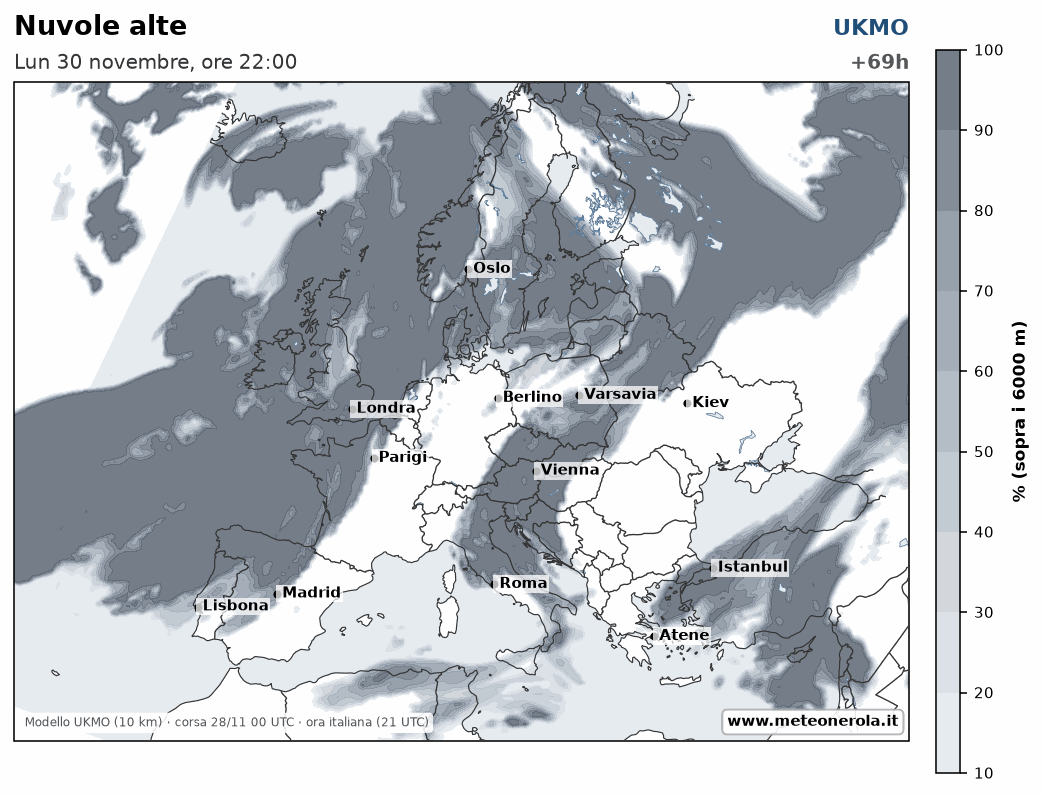 Nuvole alte
UKMO
Lun 30 novembre, ore 22:00
+69h
Oslo
Berlino
Varsavia
Kiev
Londra
Parigi
Vienna
Istanbul
Roma
Madrid
Lisbona
Atene
Modello UKMO (10 km) · corsa 28/11 00 UTC · ora italiana (21 UTC)
www.meteonerola.it
100
90
80
70
60
50
40
30
20
10
% (sopra i 6000 m)